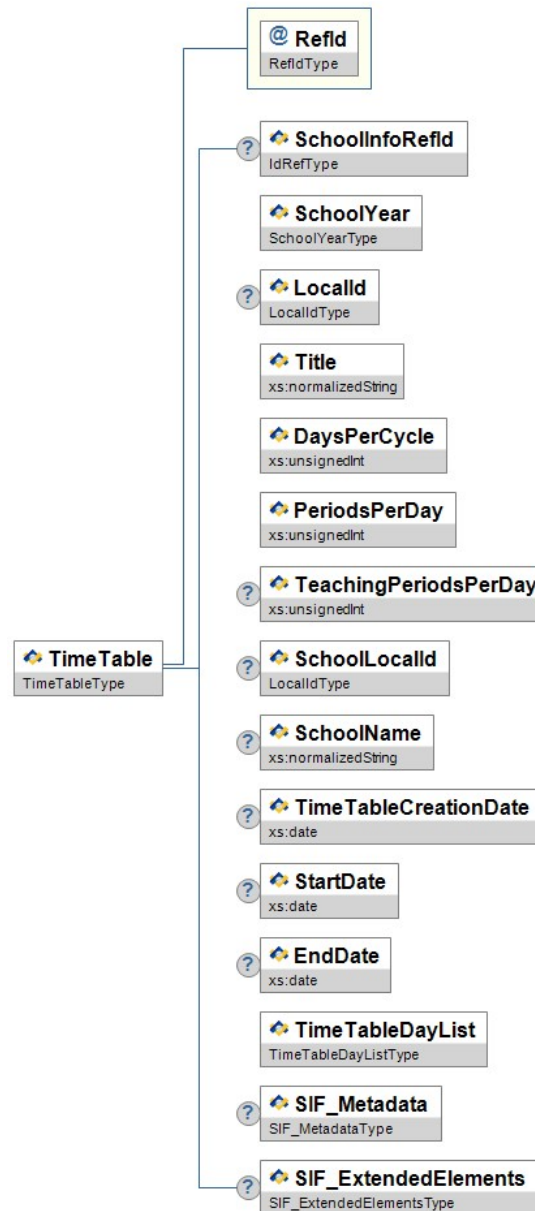 @ RefId
RefIdType
? SchoolInfoRefId
IdRefType
SchoolYear
SchoolYearType
? LocalId
LocalIdType
Title
xs:normalizedString
DaysPerCycle
xs:unsignedInt
PeriodsPerDay
xs:unsignedInt
? TeachingPeriodsPerDay
xs:unsignedInt
TimeTable
TimeTableType
? SchoolLocalId
LocalIdType
? SchoolName
xs:normalizedString
? TimeTableCreationDate
xs:date
? StartDate
xs:date
? EndDate
xs:date
TimeTableDayList
TimeTableDayListType
? SIF_Metadata
SIF_MetadataType
? SIF_ExtendedElements
SIF_ExtendedElementsType